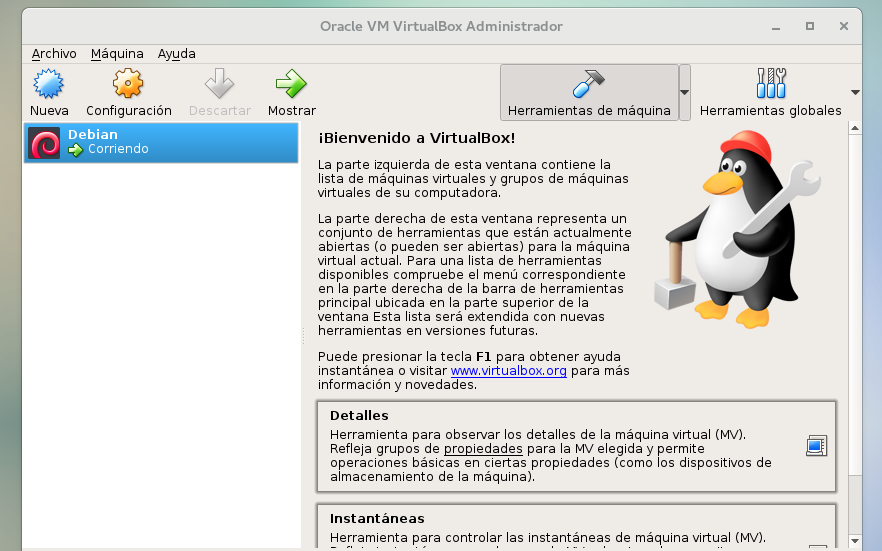 Oracle VM VirtualBox Administrador
Archivo Máquina Ayuda
Nueva Configuración Descartar Mostrar Herramientas de máquina Herramientas globales
Debian
Corriendo
¡Bienvenido a VirtualBox!
La parte izquierda de esta ventana contiene la
lista de máquinas virtuales y grupos de máquinas
virtuales de su computadora.
La parte derecha de esta ventana representa un
conjunto de herramientas que están actualmente
abiertas (o pueden ser abiertas) para la máquina
virtual actual. Para una lista de herramientas
disponibles compruebe el menú correspondiente
en la parte derecha de la barra de herramientas
principal ubicada en la parte superior de la
ventana Esta lista será extendida con nuevas
herramientas en versiones futuras.
Puede presionar la tecla F1 para obtener ayuda
instantánea o visitar www.virtualbox.org para más
información y novedades.
Detalles
Herramienta para observar los detalles de la máquina virtual (MV).
Refleja grupos de propiedades para la MV elegida y permite
operaciones básicas en ciertas propiedades (como los dispositivos de
almacenamiento de la máquina).
Instantáneas
Herramienta para controlar las instantáneas de máquina virtual (MV).